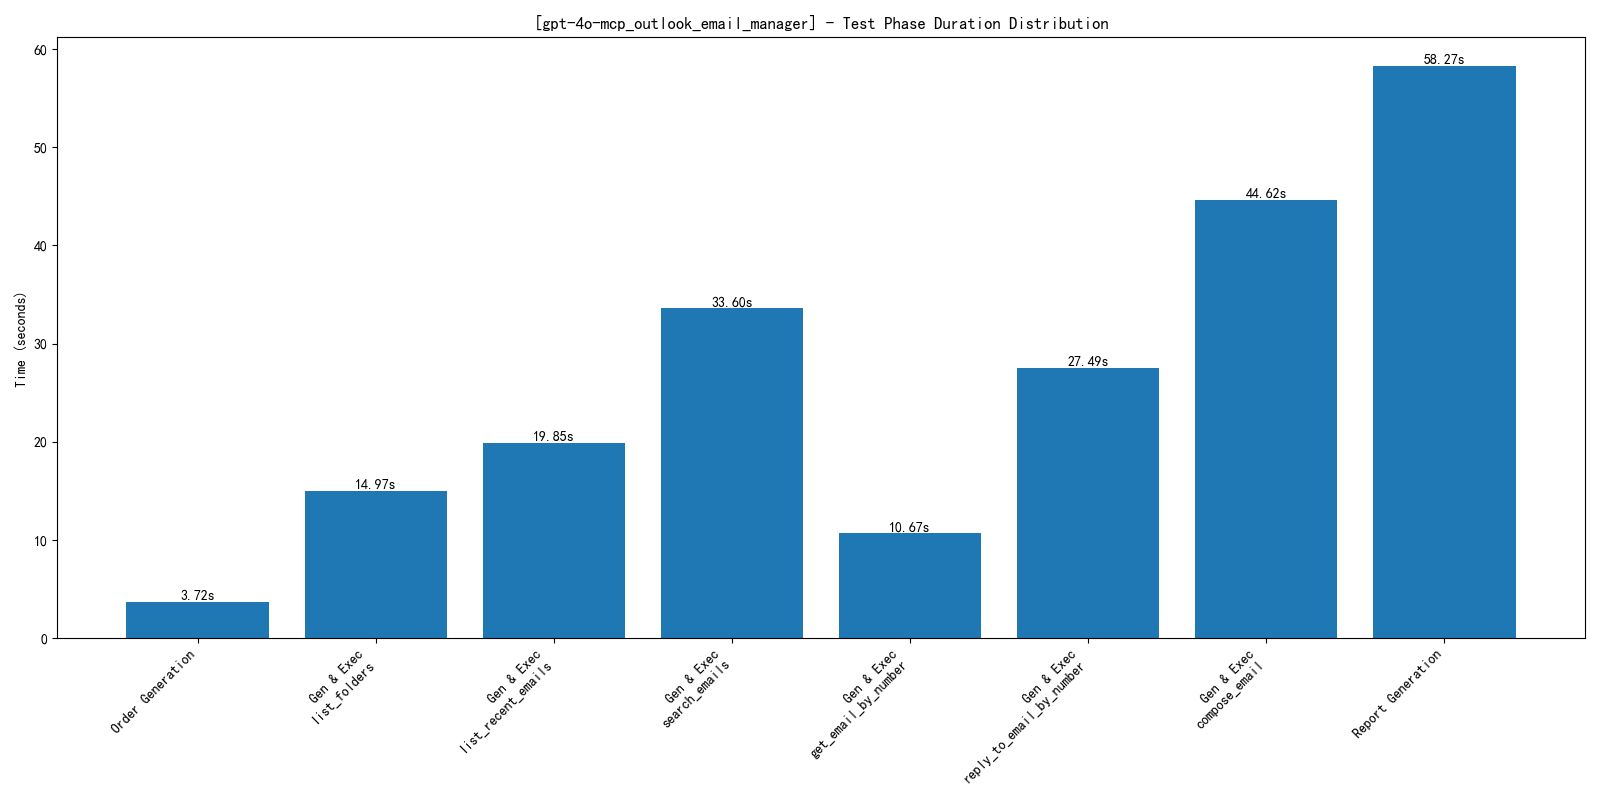 [gpt-4o-mcp_outlook_email_manager] - Test Phase Duration Distribution
Time (seconds)
60
50
40
30
20
10
0
3.72s
14.97s
19.85s
33.60s
10.67s
27.49s
44.62s
58.27s
Order Generation
Gen & Exec
list_folders
Gen & Exec
list_recent_emails
Gen & Exec
search_emails
Gen & Exec
get_email_by_number
Gen & Exec
reply_to_email_by_number
Gen & Exec
compose_email
Report Generation